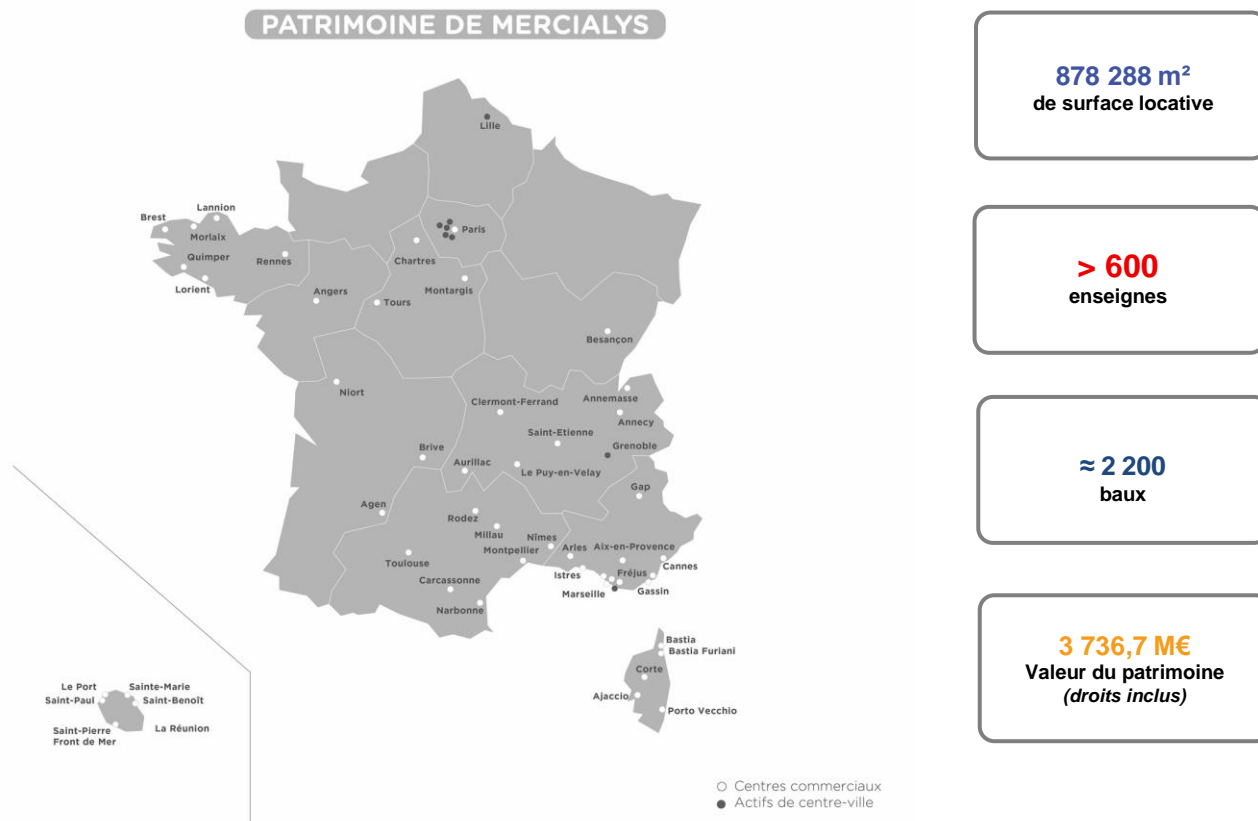 PATRIMOINE DE MERCIALYS
Lille
Paris
Lannion
Brest
Morlaix
Quimper
Rennes
Lorient
Chartres
Montargis
Angers
Tours
Besançon
Niort
Clermont-Ferrand
Annemasse
Annecy
Saint-Etienne
Grenoble
Brive
Aurillac
Le Puy-en-Velay
Gap
Agen
Rodez
Millau
Nîmes
Arles
Aix-en-Provence
Montpellier
Cannes
Toulouse
Istres
Fréjus
Carcassonne
Marseille
Gassin
Narbonne
Bastia
Bastia Furiani
Corte
Ajaccio
Porto Vecchio
Le Port
Sainte-Marie
Saint-Paul
Saint-Benoît
Saint-Pierre
Front de Mer
La Réunion
Centres commerciaux
Actifs de centre-ville
878 288 m²
de surface locative
> 600
enseignes
≈ 2 200
baux
3 736,7 M€
Valeur du patrimoine
(droits inclus)